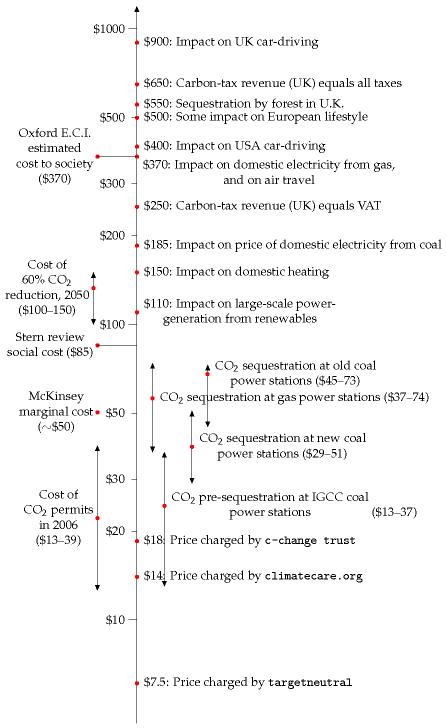 $1000
$900: Impact on UK car-driving
$650: Carbon-tax revenue (UK) equals all taxes
$550: Sequestration by forest in U.K.
$500
$500: Some impact on European lifestyle
Oxford E.C.I.
estimated
cost to society
($370)
$400: Impact on USA car-driving
$370: Impact on domestic electricity from gas,
and on air travel
$300
$250: Carbon-tax revenue (UK) equals VAT
$200
$185: Impact on price of domestic electricity from coal
Cost of
60% CO₂
reduction, 2050
($100–150)
$150: Impact on domestic heating
$110: Impact on large-scale power-
generation from renewables
$100
Stern review
social cost ($85)
CO₂ sequestration at old coal
power stations ($45–73)
CO₂ sequestration at gas power stations ($37–74)
McKinsey
marginal cost
(∼$50)
$50
CO₂ sequestration at new coal
power stations ($29–51)
$30
Cost of
CO₂ permits
in 2006
($13–39)
CO₂ pre-sequestration at IGCC coal
power stations ($13–37)
$20
$18: Price charged by c-change trust
$14: Price charged by climatecare.org
$10
$7.5: Price charged by targetneutral